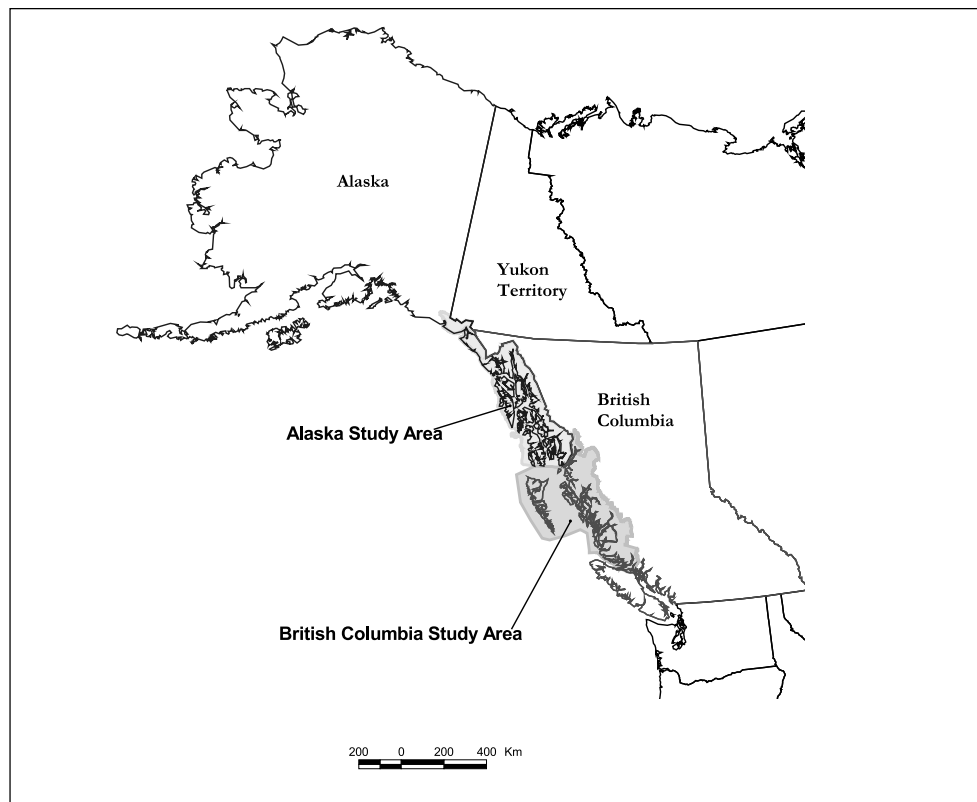 Alaska
Yukon
Territory
British
Columbia
Alaska Study Area
British Columbia Study Area
200 0 200 400 Km